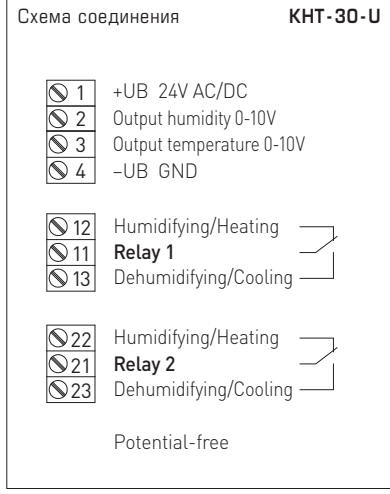 Схема соединения KHT-30-U
1 +UB 24V AC/DC
2 Output humidity 0-10V
3 Output temperature 0-10V
4 –UB GND
12 Humidifying/Heating
11 Relay 1
13 Dehumidifying/Cooling
22 Humidifying/Heating
21 Relay 2
23 Dehumidifying/Cooling
Potential-free